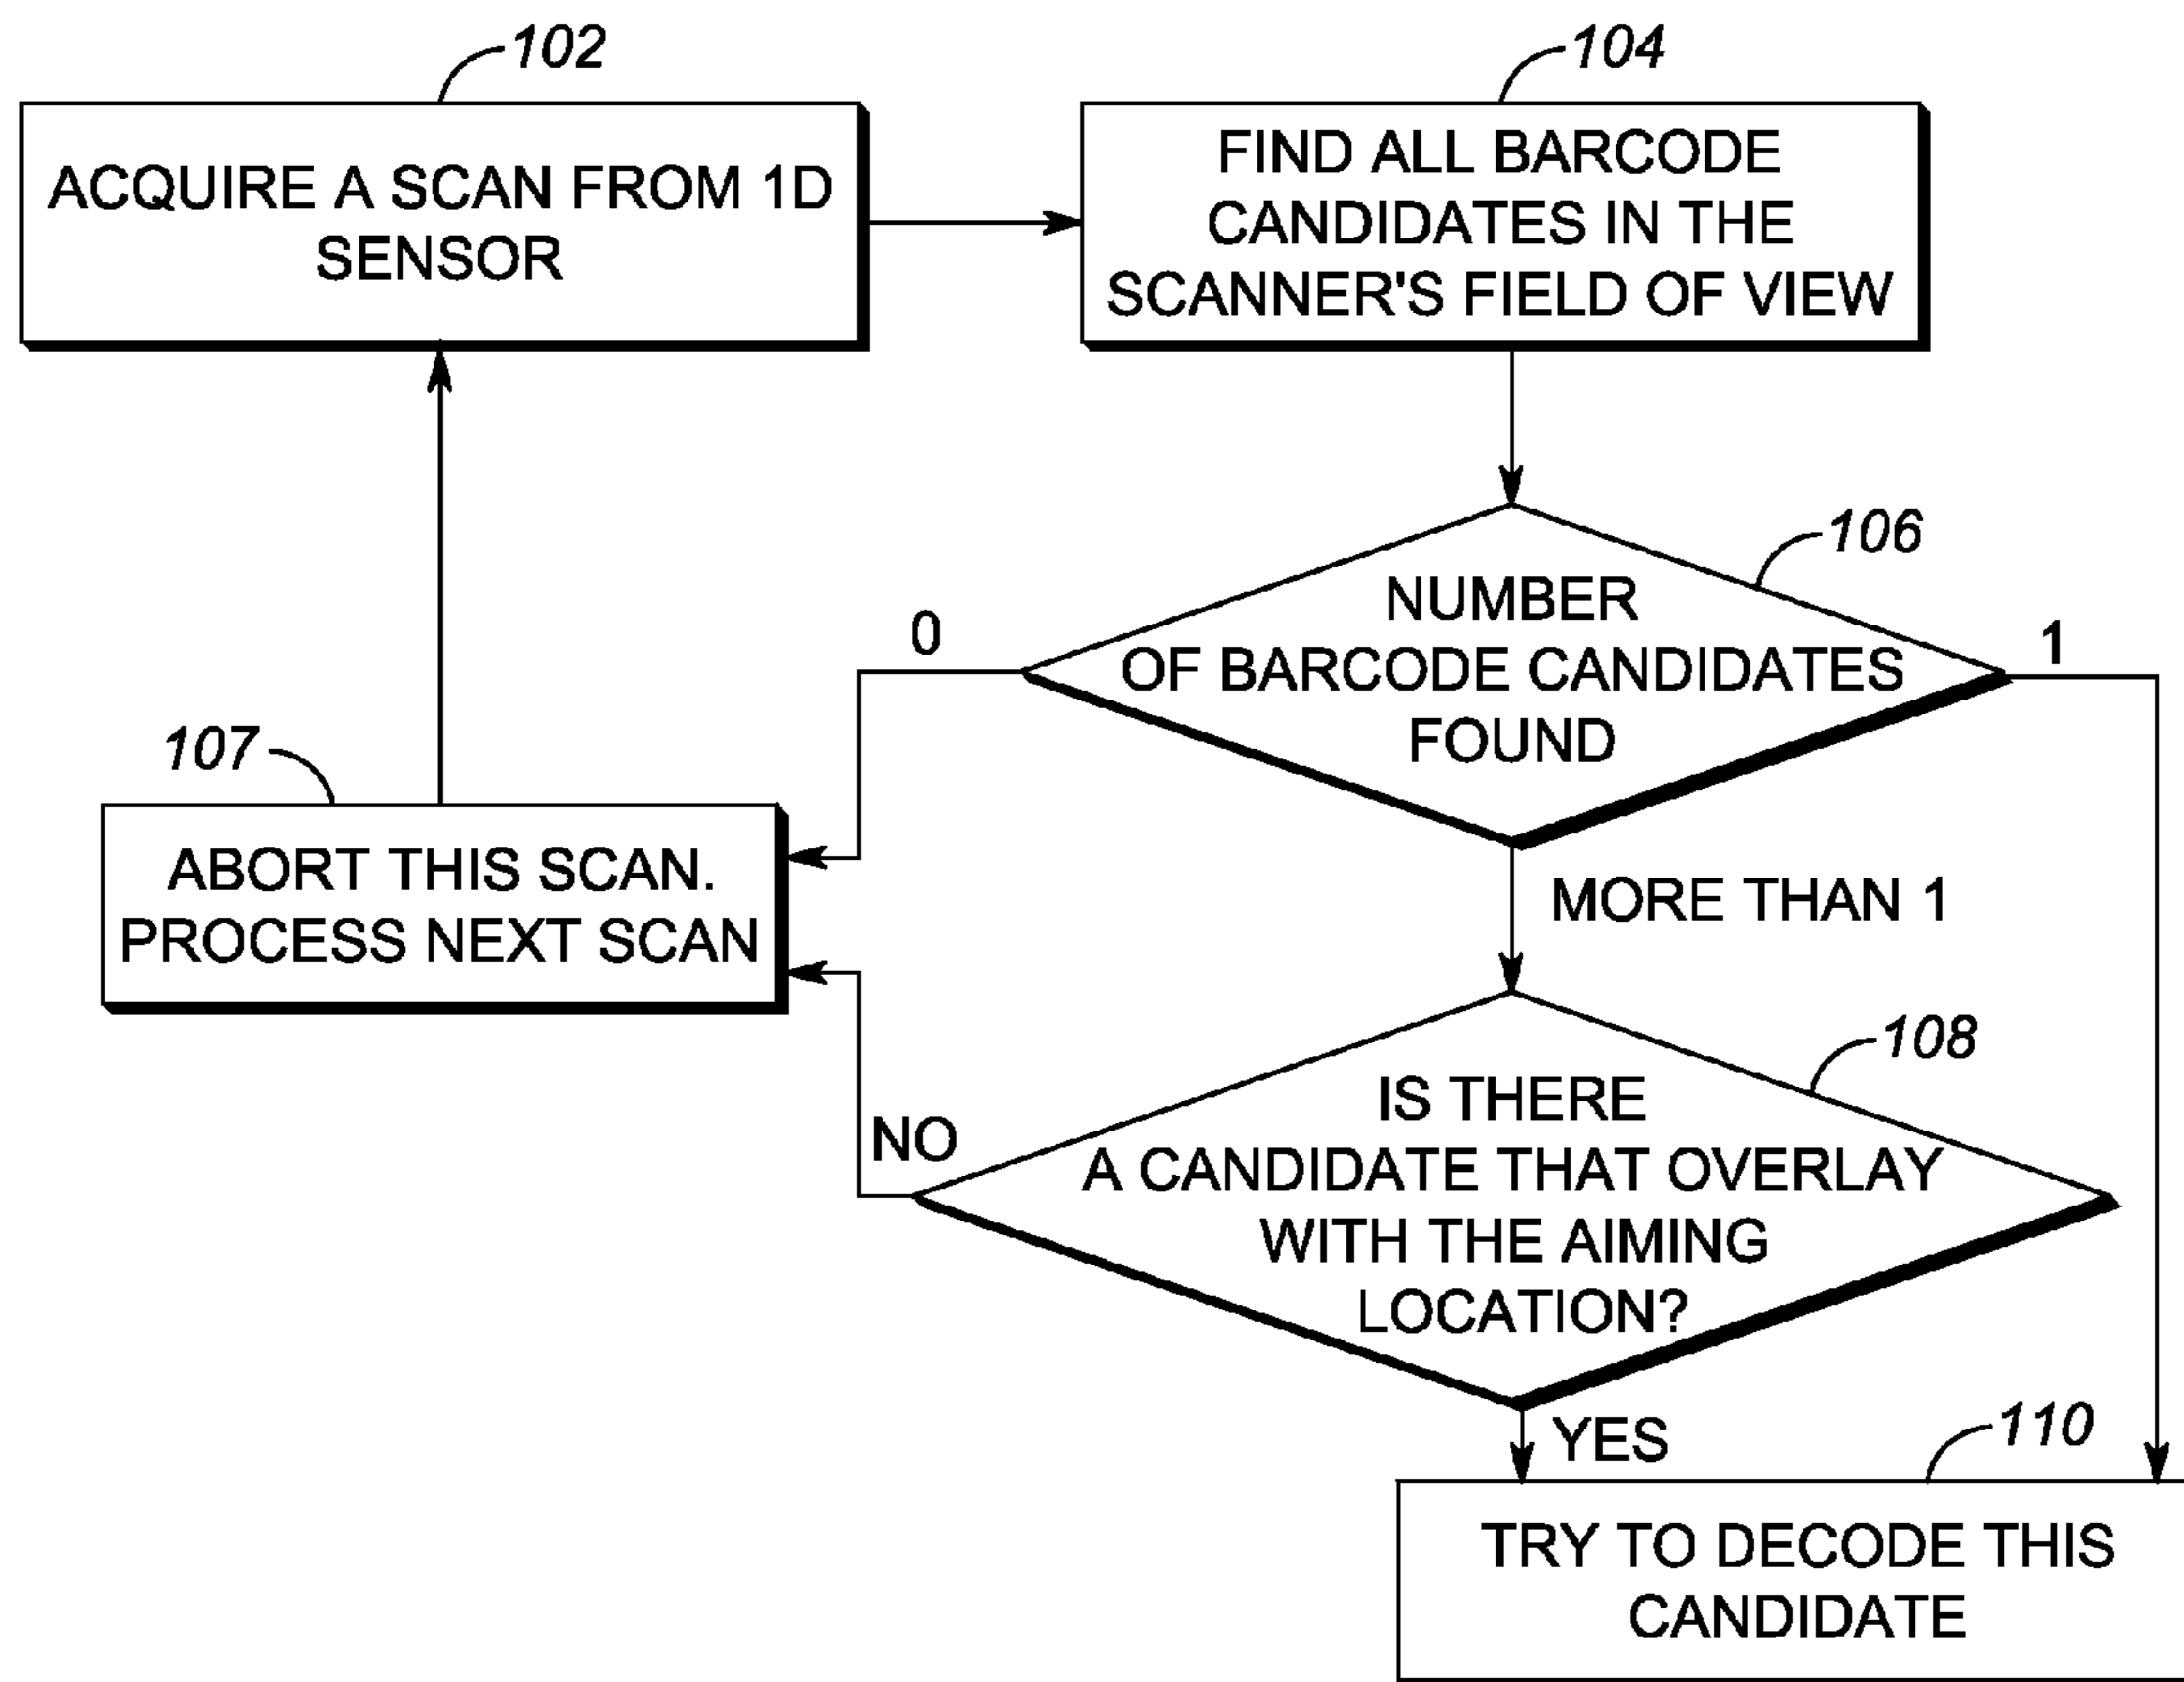 102
ACQUIRE A SCAN FROM 1D
SENSOR
104
FIND ALL BARCODE
CANDIDATES IN THE
SCANNER'S FIELD OF VIEW
106
NUMBER
OF BARCODE CANDIDATES
FOUND
0
1
107
ABORT THIS SCAN.
PROCESS NEXT SCAN
MORE THAN 1
108
IS THERE
A CANDIDATE THAT OVERLAY
WITH THE AIMING
LOCATION?
NO
YES
110
TRY TO DECODE THIS
CANDIDATE